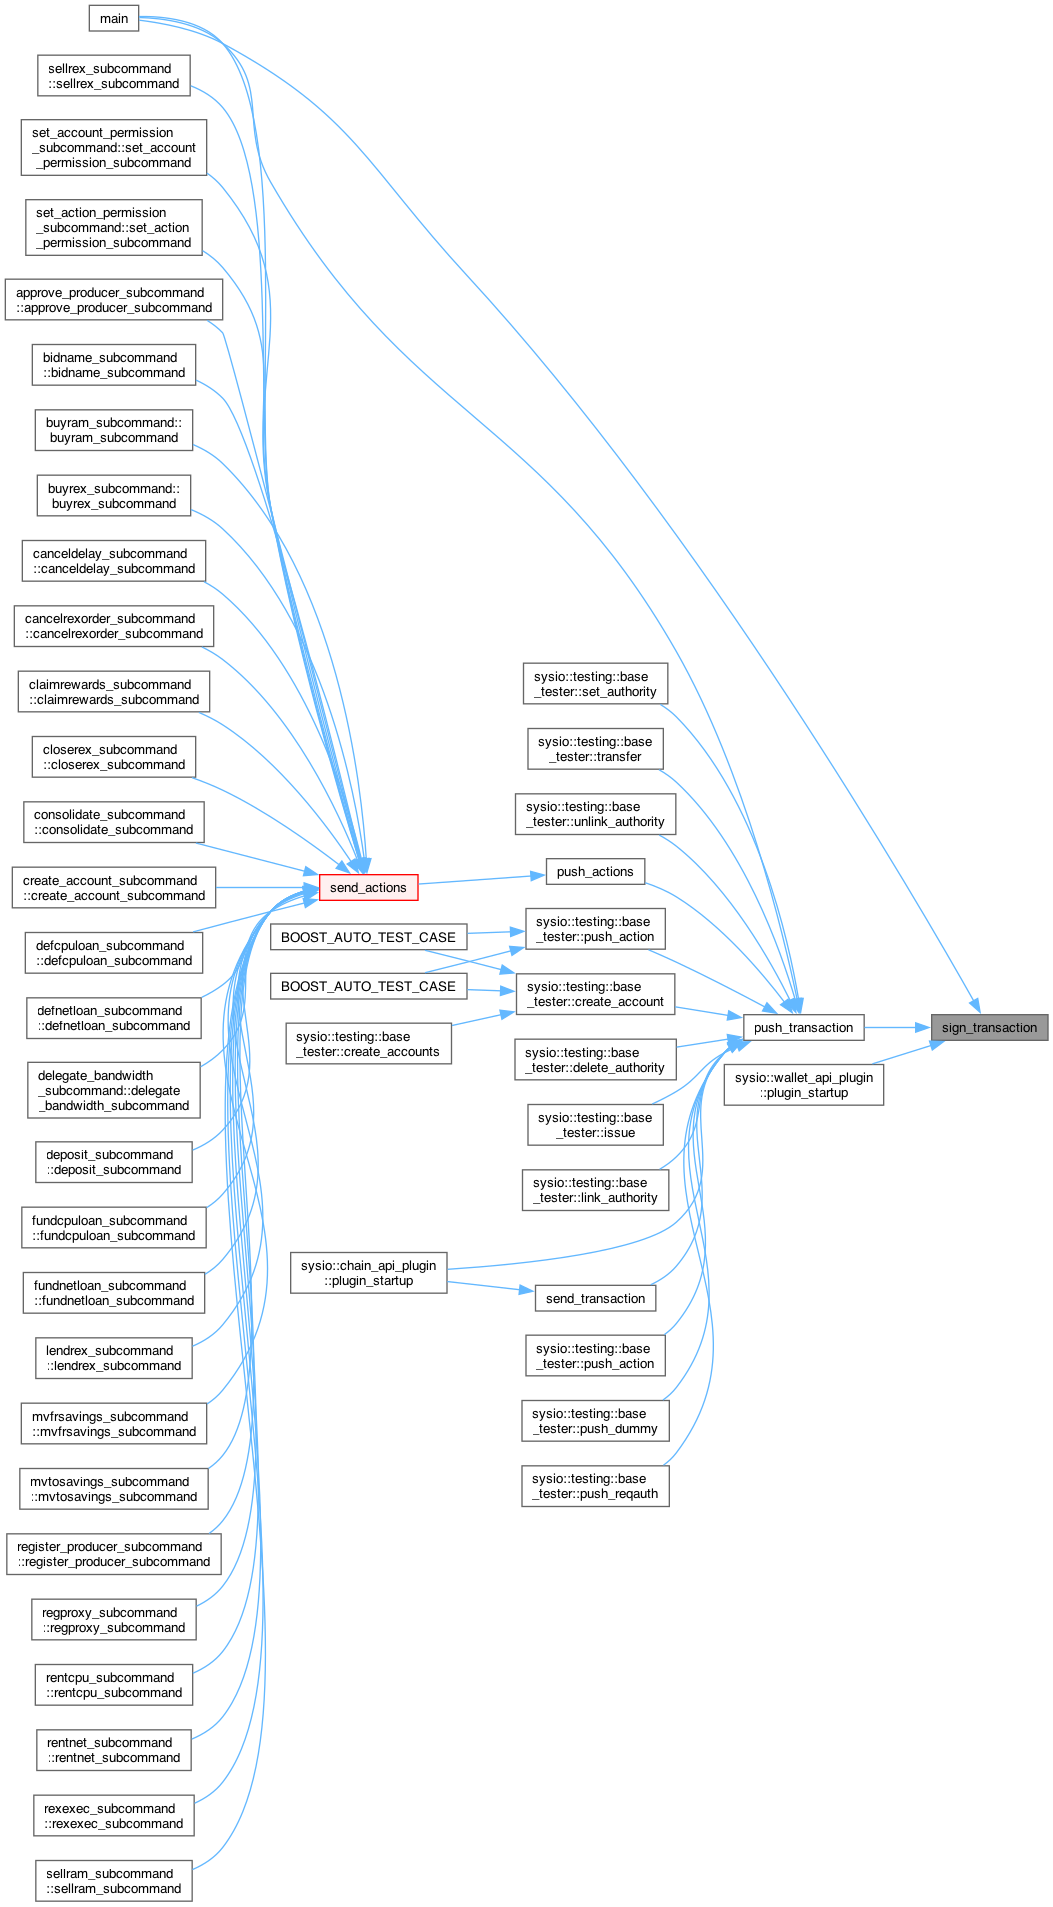 main
sellrex_subcommand
::sellrex_subcommand
set_account_permission
_subcommand::set_account
_permission_subcommand
set_action_permission
_subcommand::set_action
_permission_subcommand
approve_producer_subcommand
::approve_producer_subcommand
bidname_subcommand
::bidname_subcommand
buyram_subcommand::
buyram_subcommand
buyrex_subcommand::
buyrex_subcommand
canceldelay_subcommand
::canceldelay_subcommand
cancelrexorder_subcommand
::cancelrexorder_subcommand
claimrewards_subcommand
::claimrewards_subcommand
closerex_subcommand
::closerex_subcommand
consolidate_subcommand
::consolidate_subcommand
create_account_subcommand
::create_account_subcommand
defcpuloan_subcommand
::defcpuloan_subcommand
defnetloan_subcommand
::defnetloan_subcommand
delegate_bandwidth
_subcommand::delegate
_bandwidth_subcommand
deposit_subcommand
::deposit_subcommand
fundcpuloan_subcommand
::fundcpuloan_subcommand
fundnetloan_subcommand
::fundnetloan_subcommand
lendrex_subcommand
::lendrex_subcommand
mvfrsavings_subcommand
::mvfrsavings_subcommand
mvtosavings_subcommand
::mvtosavings_subcommand
register_producer_subcommand
::register_producer_subcommand
regproxy_subcommand
::regproxy_subcommand
rentcpu_subcommand
::rentcpu_subcommand
rentnet_subcommand
::rentnet_subcommand
rexexec_subcommand
::rexexec_subcommand
sellram_subcommand
::sellram_subcommand
send_actions
BOOST_AUTO_TEST_CASE
BOOST_AUTO_TEST_CASE
sysio::testing::base
_tester::create_accounts
sysio::chain_api_plugin
::plugin_startup
sysio::testing::base
_tester::set_authority
sysio::testing::base
_tester::transfer
sysio::testing::base
_tester::unlink_authority
push_actions
sysio::testing::base
_tester::push_action
sysio::testing::base
_tester::create_account
sysio::testing::base
_tester::delete_authority
sysio::testing::base
_tester::issue
sysio::testing::base
_tester::link_authority
send_transaction
sysio::testing::base
_tester::push_action
sysio::testing::base
_tester::push_dummy
sysio::testing::base
_tester::push_reqauth
push_transaction
sysio::wallet_api_plugin
::plugin_startup
sign_transaction